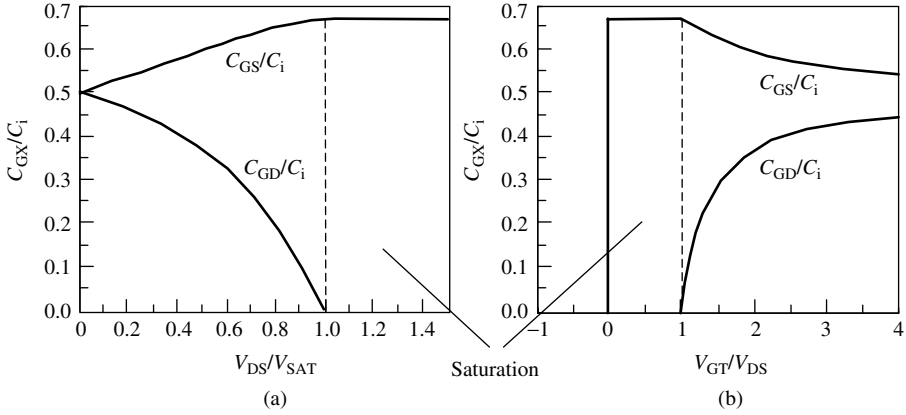 0.7
0.6
0.5
0.4
0.3
0.2
0.1
0.0
C_GX/C_i
C_GS/C_i
C_GD/C_i
0 0.2 0.4 0.6 0.8 1.0 1.2 1.4
V_DS/V_SAT
(a)
Saturation
0.7
0.6
0.5
0.4
0.3
0.2
0.1
0.0
C_GX/C_i
C_GS/C_i
C_GD/C_i
−1 0 1 2 3 4
V_GT/V_DS
(b)